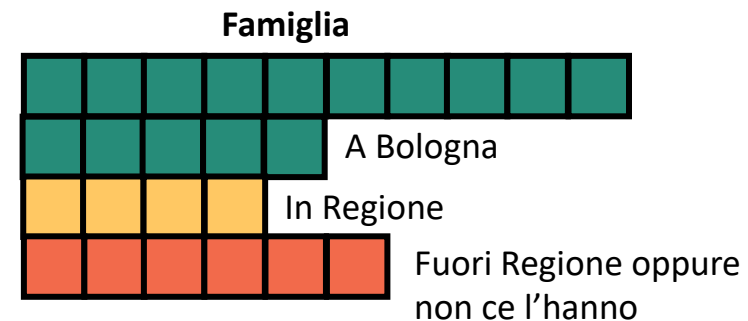 Famiglia
A Bologna
In Regione
Fuori Regione oppure
non ce l’hanno